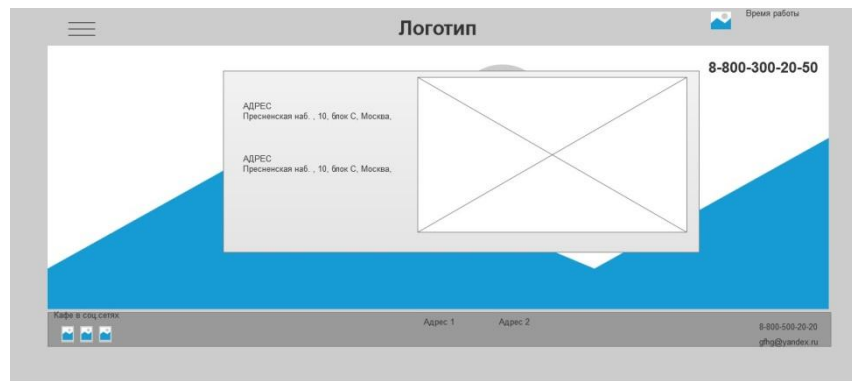 Логотип
Время работы
8-800-300-20-50
АДРЕС
Пресненская наб. , 10, блок С, Москва,
АДРЕС
Пресненская наб. , 10, блок С, Москва,
Кафе в соц.сетях
Адрес 1
Адрес 2
8-800-500-20-20
gfhg@yandex.ru